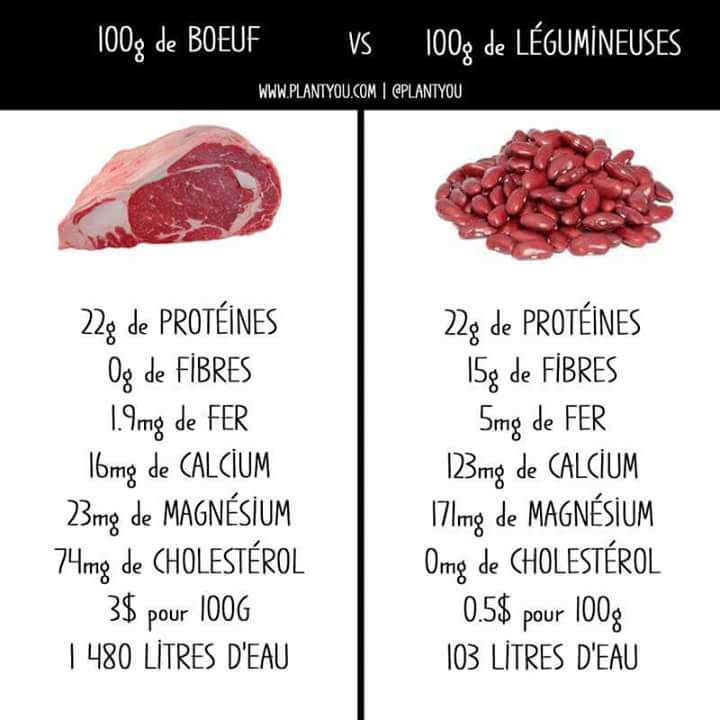 100g de BOEUF VS 100g de LÉGUMINEUSES
WWW.PLANTYOU.COM | @PLANTYOU
22g de PROTÉINES
0g de FIBRES
1.9mg de FER
16mg de CALCIUM
23mg de MAGNÉSIUM
74mg de CHOLESTÉROL
3$ pour 100G
1 480 LITRES D'EAU
22g de PROTÉINES
15g de FIBRES
5mg de FER
123mg de CALCIUM
171mg de MAGNÉSIUM
0mg de CHOLESTÉROL
0.5$ pour 100g
103 LITRES D'EAU